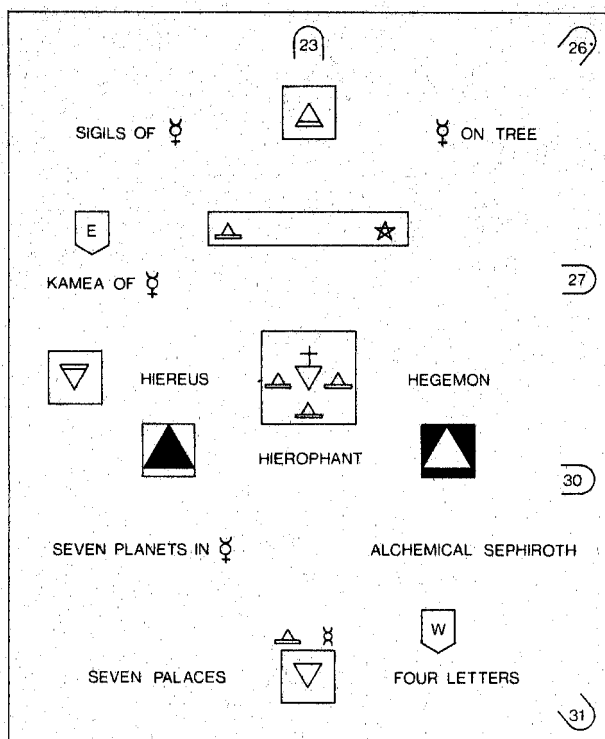 23
26
SIGILS OF ☿
☿ ON TREE
E
KAMEA OF ☿
27
HIEREUS
HEGEMON
HIEROPHANT
30
SEVEN PLANETS IN ☿
ALCHEMICAL SEPHIROTH
W
SEVEN PALACES
FOUR LETTERS
31